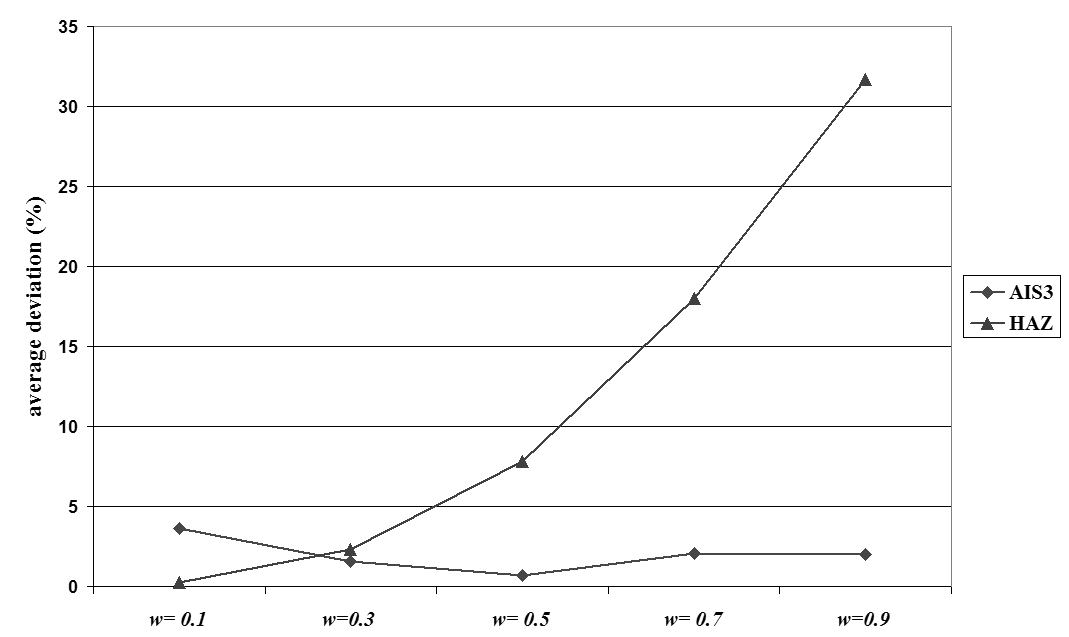 35
30
25
20
15
10
5
0
average deviation (%)
w= 0.1
w=0.3
w= 0.5
w= 0.7
w=0.9
AIS3
HAZ